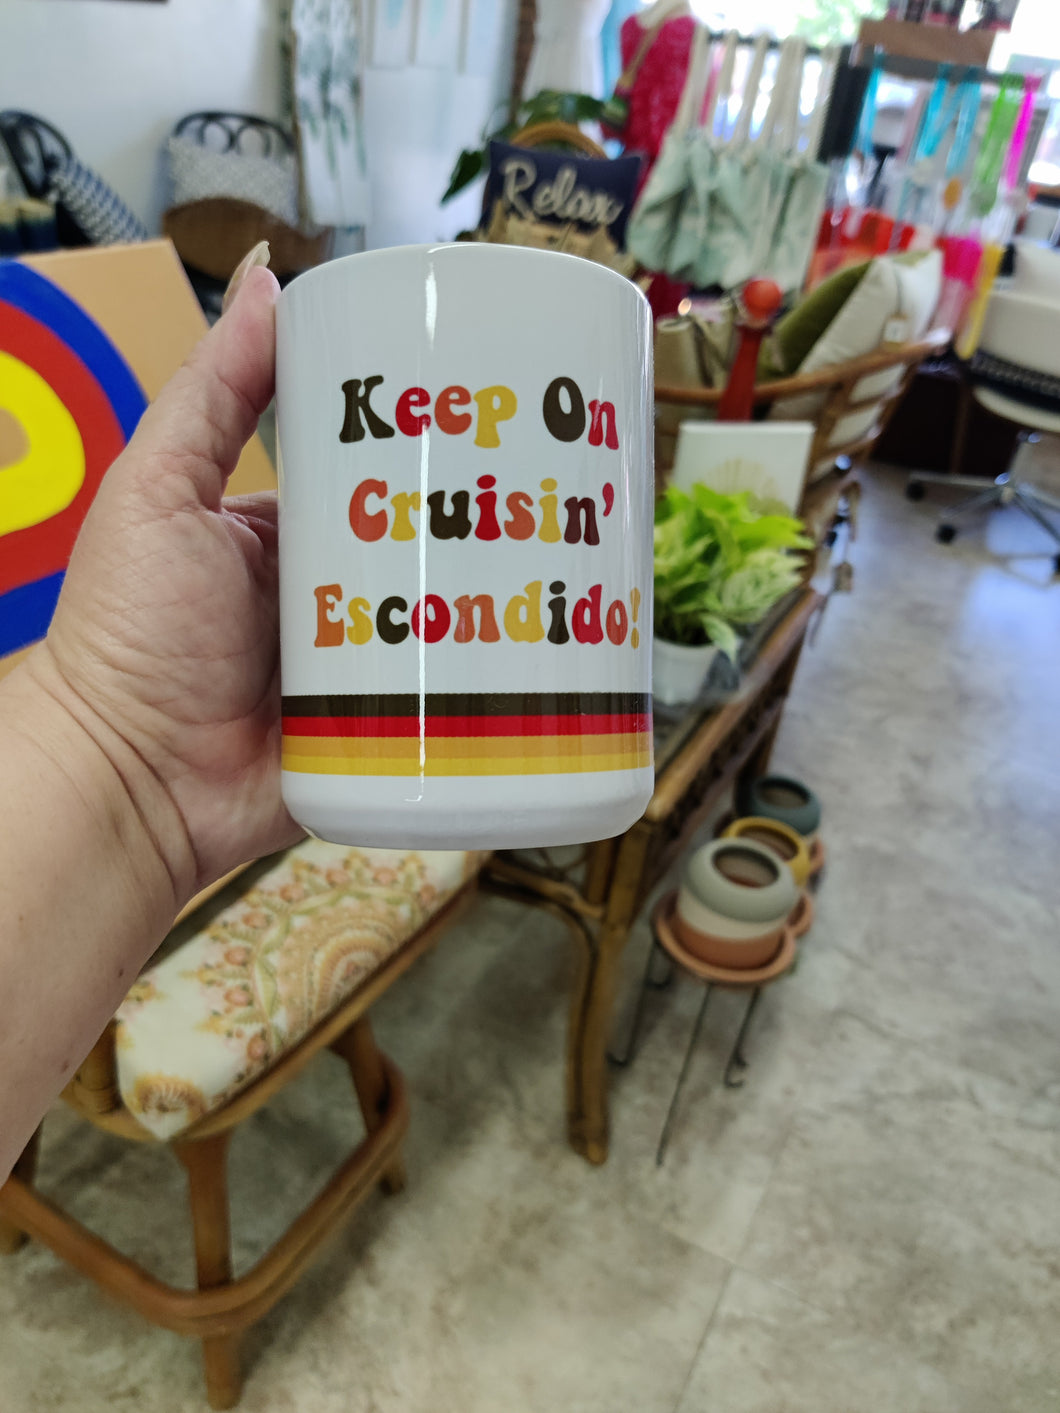 Relax
Keep On
Cruisin'
Escondido!